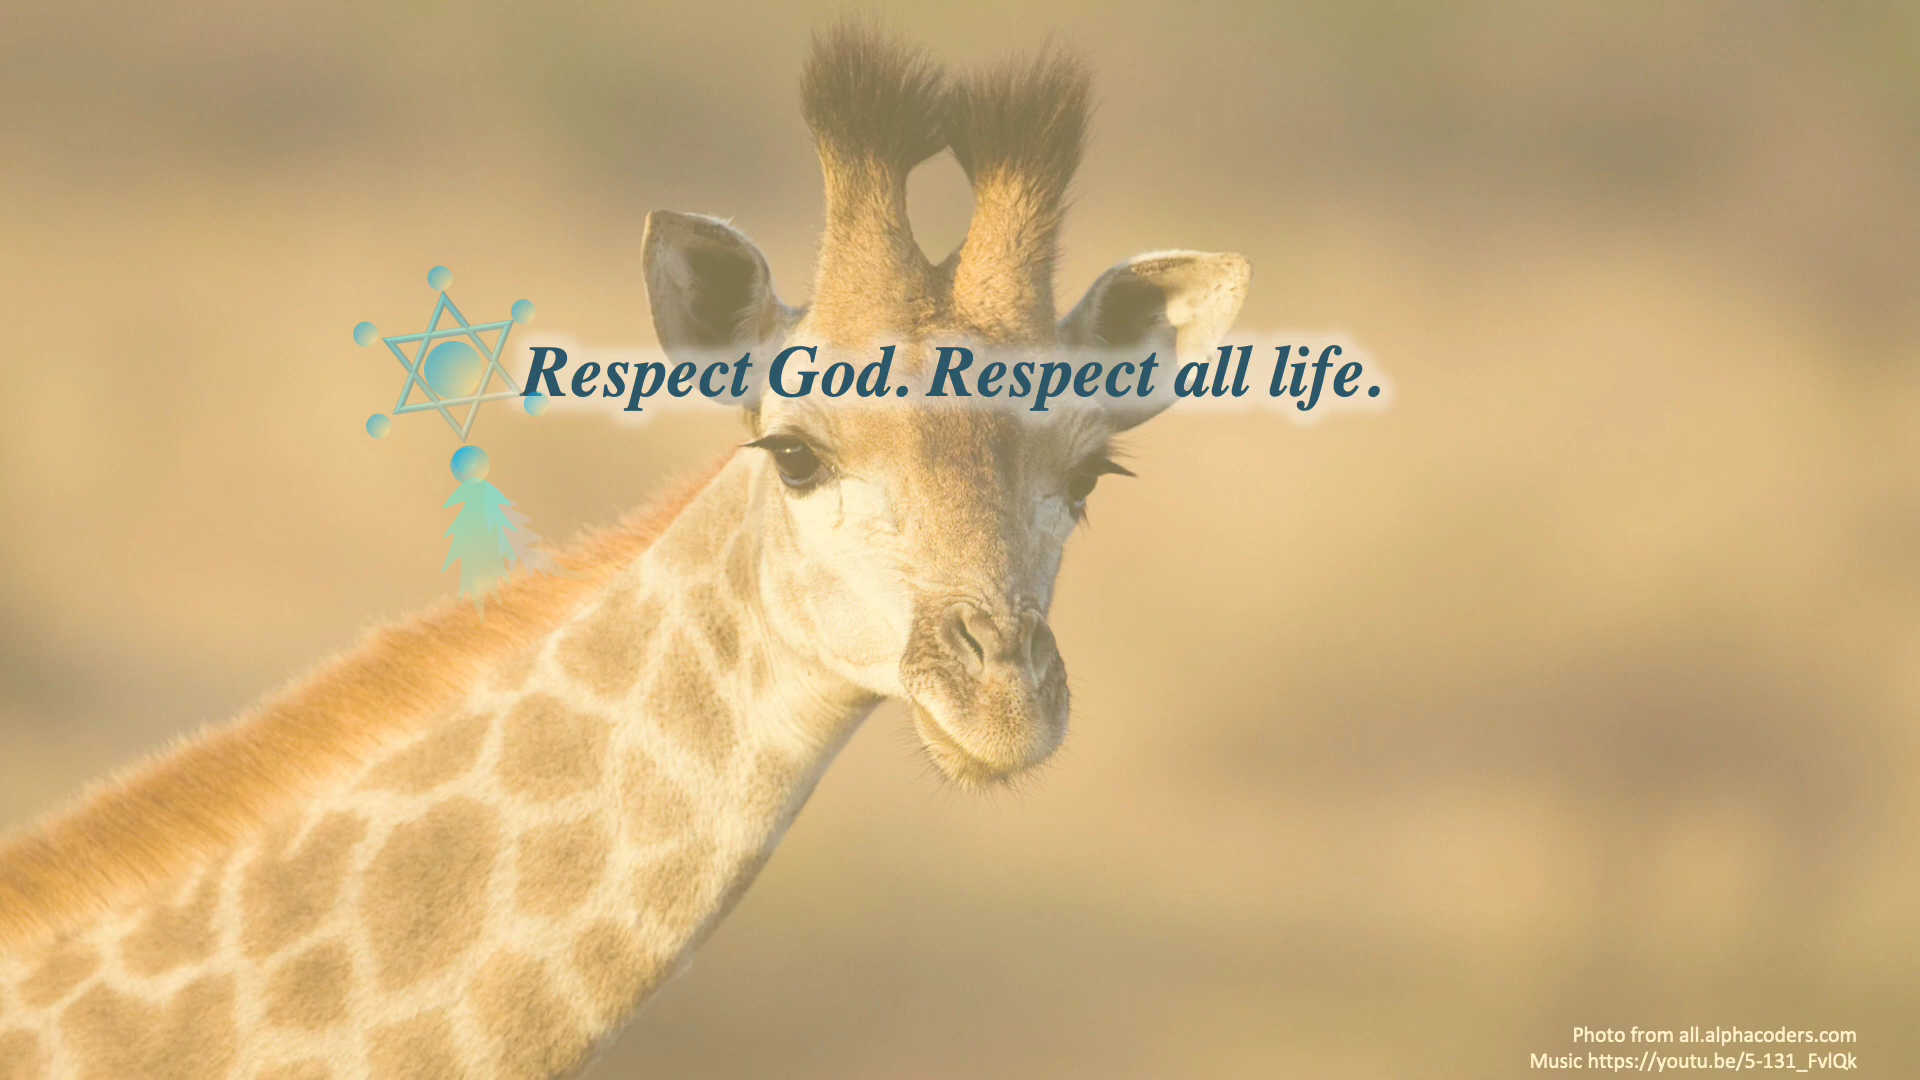 Respect God. Respect all life.
Photo from all.alphacoders.com
Music https://youtu.be/5-131_FvlQk